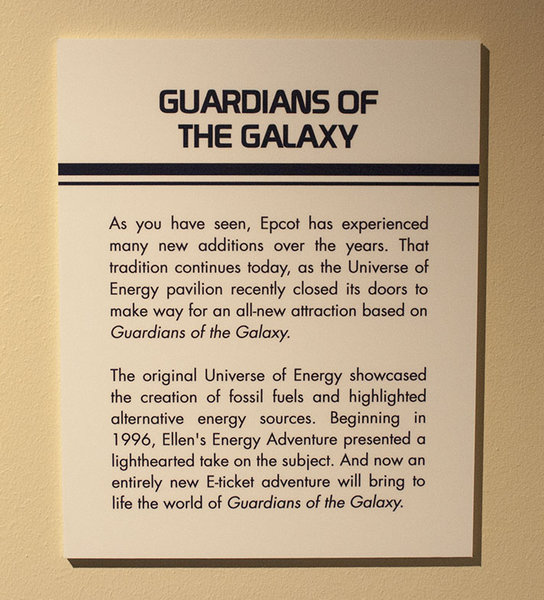 GUARDIANS OF
THE GALAXY
As you have seen, Epcot has experienced
many new additions over the years. That
tradition continues today, as the Universe of
Energy pavilion recently closed its doors to
make way for an all-new attraction based on
Guardians of the Galaxy.
The original Universe of Energy showcased
the creation of fossil fuels and highlighted
alternative energy sources. Beginning in
1996, Ellen's Energy Adventure presented a
lighthearted take on the subject. And now an
entirely new E-ticket adventure will bring to
life the world of Guardians of the Galaxy.